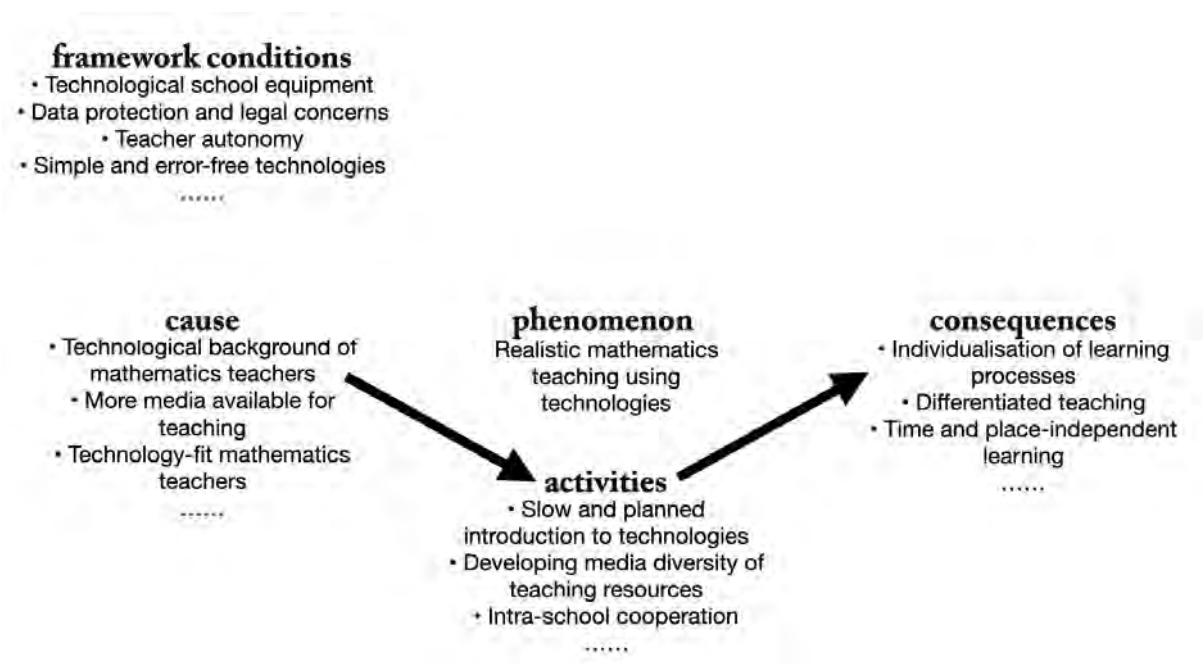 framework conditions
• Technological school equipment
• Data protection and legal concerns
• Teacher autonomy
• Simple and error-free technologies
......
cause
• Technological background of
mathematics teachers
• More media available for
teaching
• Technology-fit mathematics
teachers
......
phenomenon
Realistic mathematics
teaching using
technologies
activities
• Slow and planned
introduction to technologies
• Developing media diversity of
teaching resources
• Intra-school cooperation
......
consequences
• Individualisation of learning
processes
• Differentiated teaching
• Time and place-independent
learning
......